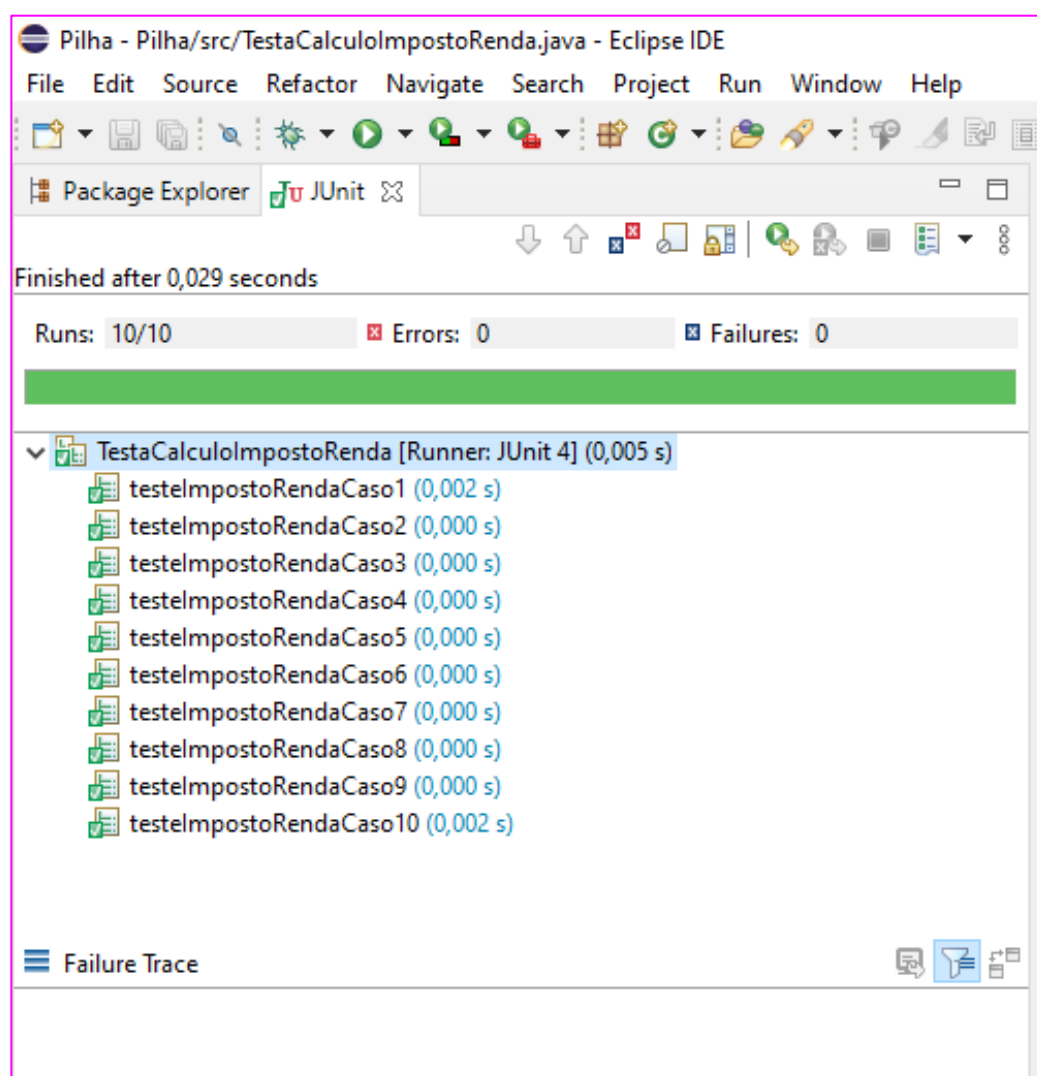 Pilha - Pilha/src/TestaCalculoImpostoRenda.java - Eclipse IDE
File Edit Source Refactor Navigate Search Project Run Window Help
Package Explorer JUnit
Finished after 0,029 seconds
Runs: 10/10 Errors: 0 Failures: 0
TestaCalculoImpostoRenda [Runner: JUnit 4] (0,005 s)
testeImpostoRendaCaso1 (0,002 s)
testeImpostoRendaCaso2 (0,000 s)
testeImpostoRendaCaso3 (0,000 s)
testeImpostoRendaCaso4 (0,000 s)
testeImpostoRendaCaso5 (0,000 s)
testeImpostoRendaCaso6 (0,000 s)
testeImpostoRendaCaso7 (0,000 s)
testeImpostoRendaCaso8 (0,000 s)
testeImpostoRendaCaso9 (0,000 s)
testeImpostoRendaCaso10 (0,002 s)
Failure Trace